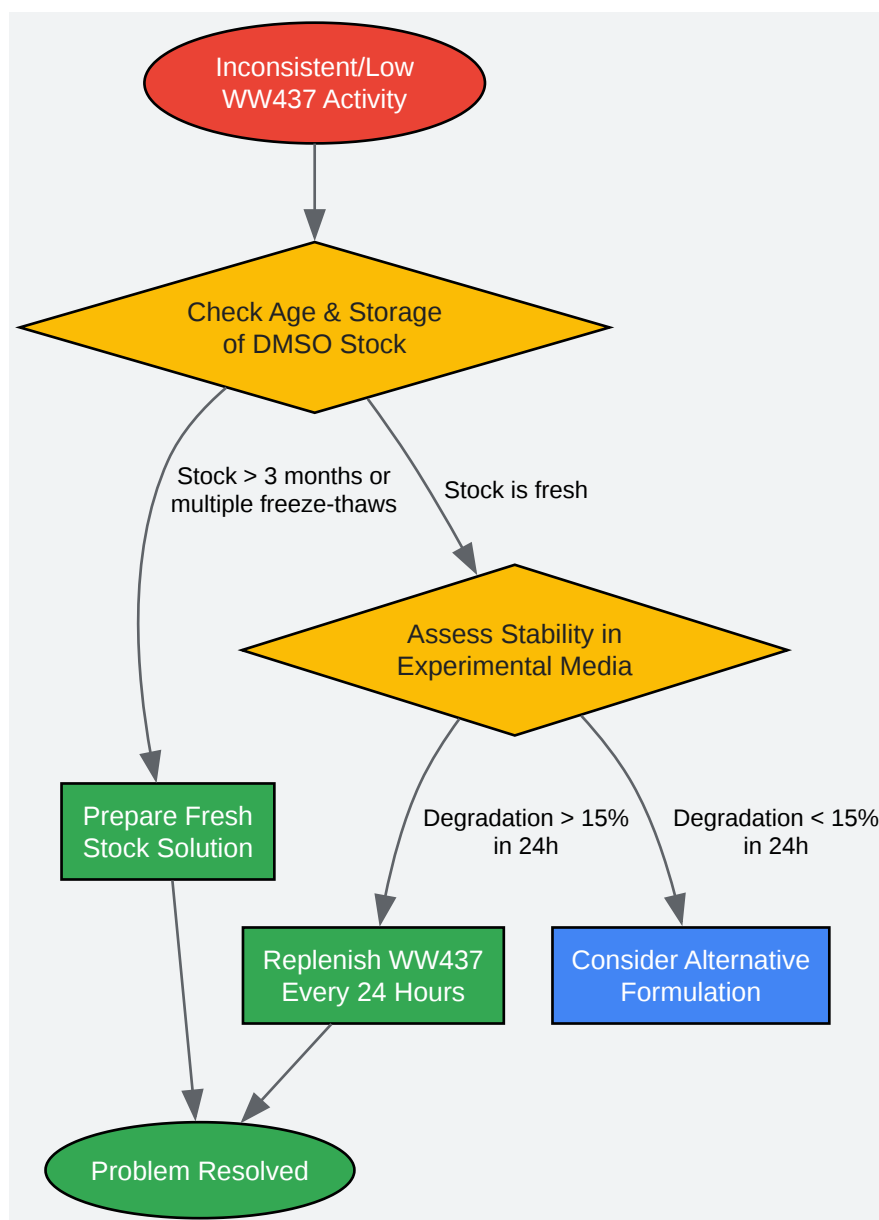 Inconsistent/Low
WW437 Activity
Check Age & Storage
of DMSO Stock
Stock > 3 months or
multiple freeze-thaws
Stock is fresh
Assess Stability in
Experimental Media
Prepare Fresh
Stock Solution
Degradation > 15%
in 24h
Degradation < 15%
in 24h
Replenish WW437
Every 24 Hours
Consider Alternative
Formulation
Problem Resolved